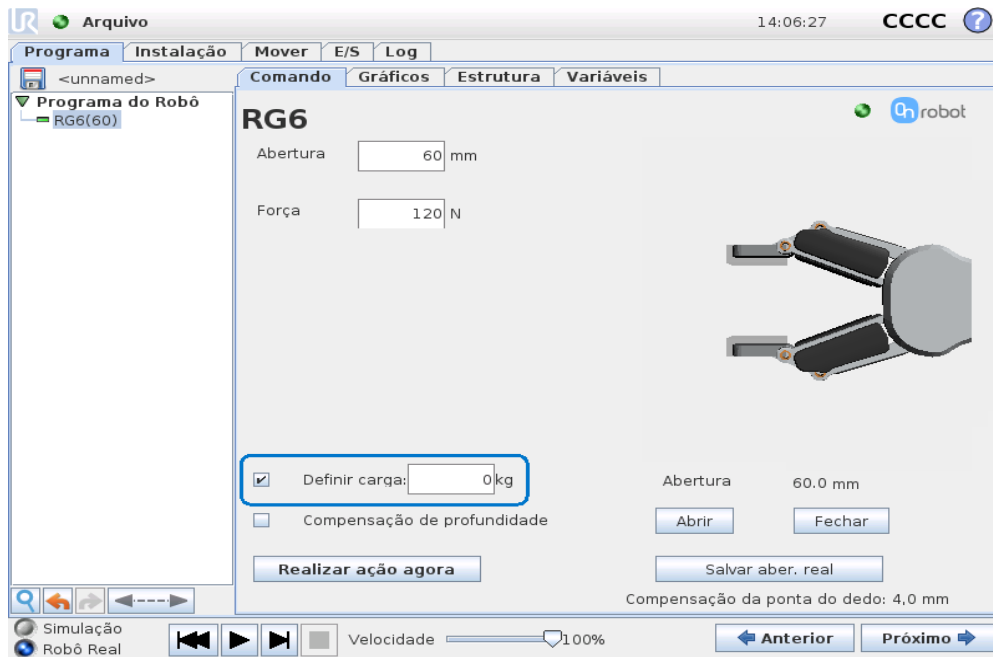 UR Arquivo 14:06:27 CCCC ?
Programa Instalação Mover E/S Log
<unnamed> Comando Gráficos Estrutura Variáveis
Programa do Robô
RG6(60)
RG6 On robot
Abertura 60 mm
Força 120 N
Definir carga: 0 kg Abertura 60.0 mm
Compensação de profundidade Abrir Fechar
Realizar ação agora Salvar aber. real
Compensação da ponta do dedo: 4,0 mm
Simulação
Robô Real Velocidade 100% Anterior Próximo